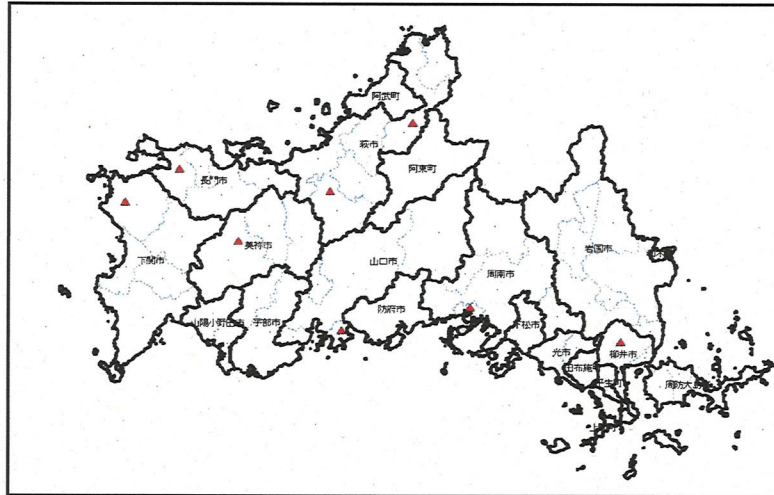 阿武町
萩市
阿東町
長門市
岩国市
美祢市
下関市
山口市
周南市
防府市
山陽小野田市
宇部市
下松市
光市
柳井市
田布施町
平生町
周防大島